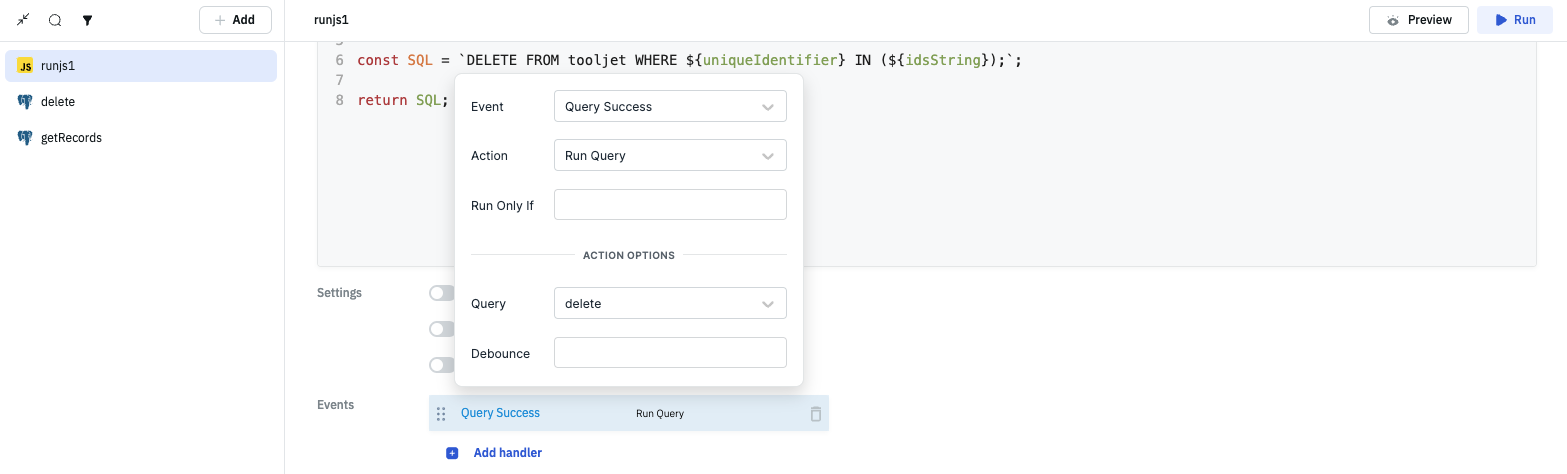 Add
runjs1
Preview
Run
JS runjs1
delete
getRecords
5
6 const SQL = `DELETE FROM tooljet WHERE ${uniqueIdentifier} IN (${idsString});`;
7
8 return SQL;
Event Query Success
Action Run Query
Run Only If
ACTION OPTIONS
Query delete
Debounce
Settings
Events Query Success Run Query
Add handler